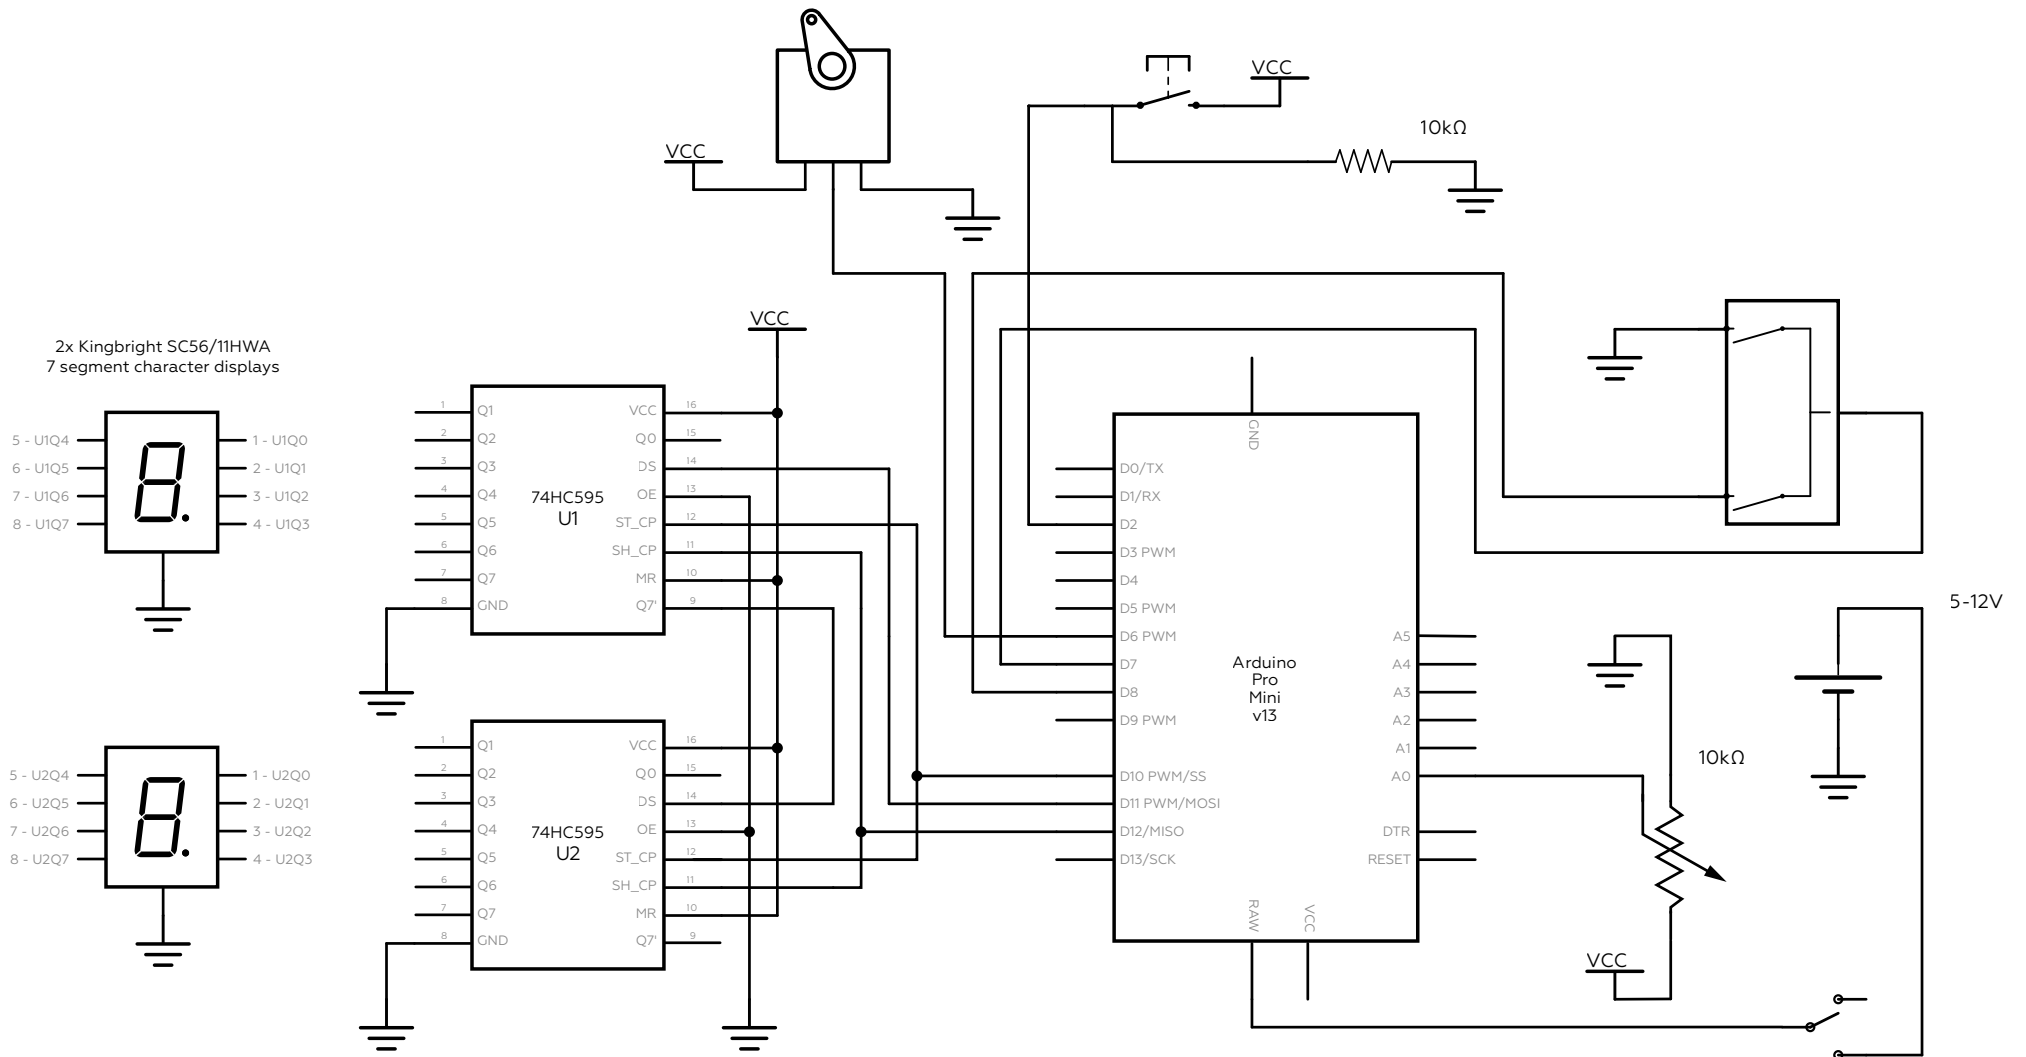 VCC
10kΩ
VCC
VCC
2x Kingbright SC56/11HWA
7 segment character displays
5 - U1Q4
6 - U1Q5
7 - U1Q6
8 - U1Q7
1 - U1Q0
2 - U1Q1
3 - U1Q2
4 - U1Q3
1 Q1
2 Q2
3 Q3
4 Q4
5 Q5
6 Q6
7 Q7
8 GND
74HC595
U1
VCC 16
Q0 15
DS 14
OE 13
ST_CP 12
SH_CP 11
MR 10
Q7' 9
5 - U2Q4
6 - U2Q5
7 - U2Q6
8 - U2Q7
1 - U2Q0
2 - U2Q1
3 - U2Q2
4 - U2Q3
1 Q1
2 Q2
3 Q3
4 Q4
5 Q5
6 Q6
7 Q7
8 GND
74HC595
U2
VCC 16
Q0 15
DS 14
OE 13
ST_CP 12
SH_CP 11
MR 10
Q7' 9
GND
D0/TX
D1/RX
D2
D3 PWM
D4
D5 PWM
D6 PWM
D7
D8
D9 PWM
D10 PWM/SS
D11 PWM/MOSI
D12/MISO
D13/SCK
Arduino
Pro
Mini
v13
A5
A4
A3
A2
A1
A0
DTR
RESET
RAW
VCC
5-12V
10kΩ
VCC